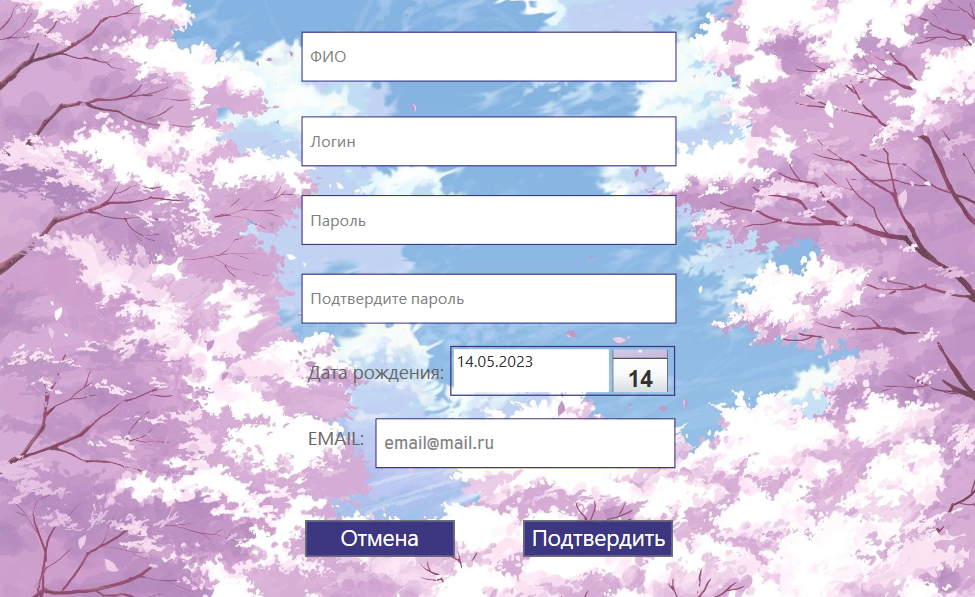 ФИО
Логин
Пароль
Подтвердите пароль
Дата рождения: 14.05.2023 14
EMAIL: email@mail.ru
Отмена Подтвердить